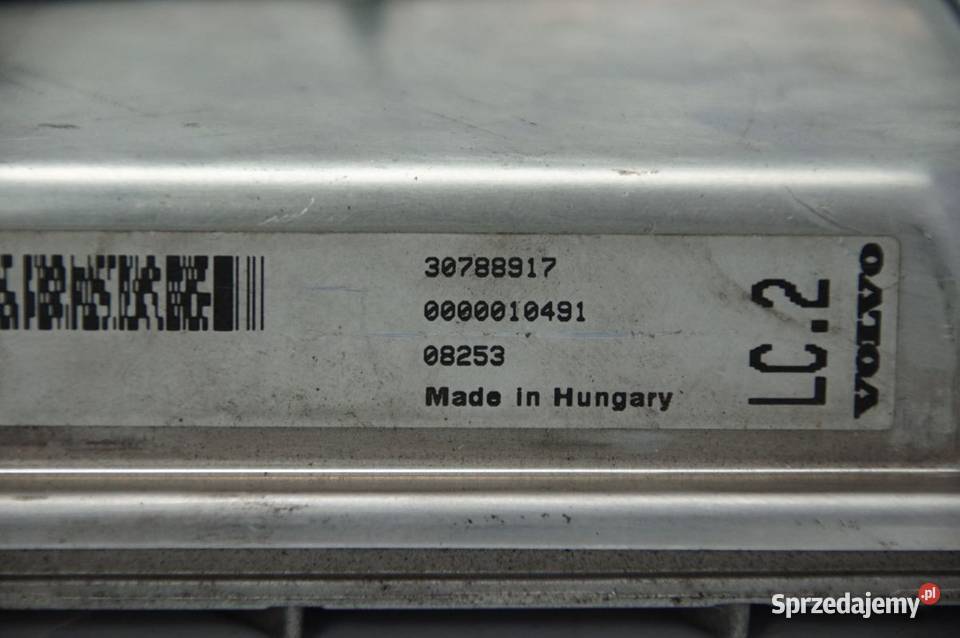 30788917
0000010491
08253
Made in Hungary
LC.2
VOLVO
Sprzedajemy.pl